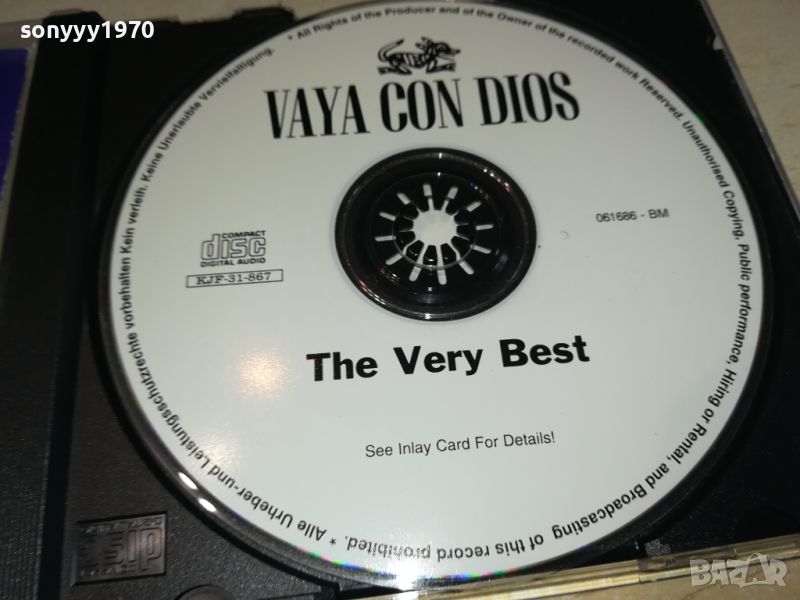 sonyyy1970
* All Rights of the Producer and of the Owner of the recorded work Reserved. Unauthorised Copying, Public performance, Hiring or Rental, and Broadcasting of this record prohibited. * Alle Urheber-und Leistungsschutzrechte vorbehalten Kein verleih. Keine Unerlaubte Vervielfaltigung.
VAYA CON DIOS
COMPACT
disc
DIGITAL AUDIO
KJF-31-867
061686 - BM
The Very Best
See Inlay Card For Details!
disc
BAZAR